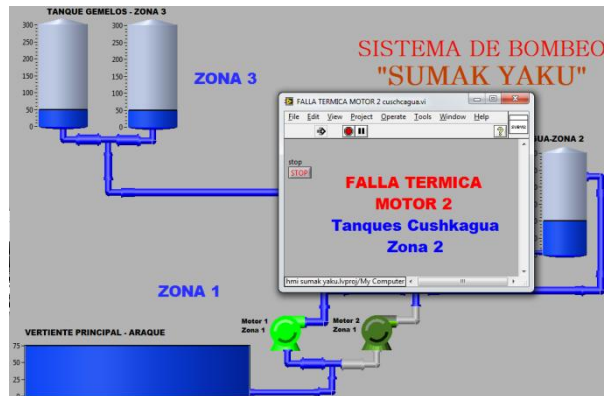 TANQUE GEMELOS - ZONA 3
300
250
200
150
100
50
0
300
250
200
150
100
50
0
ZONA 3
SISTEMA DE BOMBEO
"SUMAK YAKU"
FALLA TERMICA MOTOR 2 cuschcagua.vi
File Edit View Project Operate Tools Window Help
stop
STOP
FALLA TERMICA
MOTOR 2
Tanques Cushkagua
Zona 2
hmi sumak yaku.lvproj/My Computer
GUA-ZONA 2
ZONA 1
Motor 1
Zona 1
Motor 2
Zona 1
VERTIENTE PRINCIPAL - ARAQUE
75
50
25